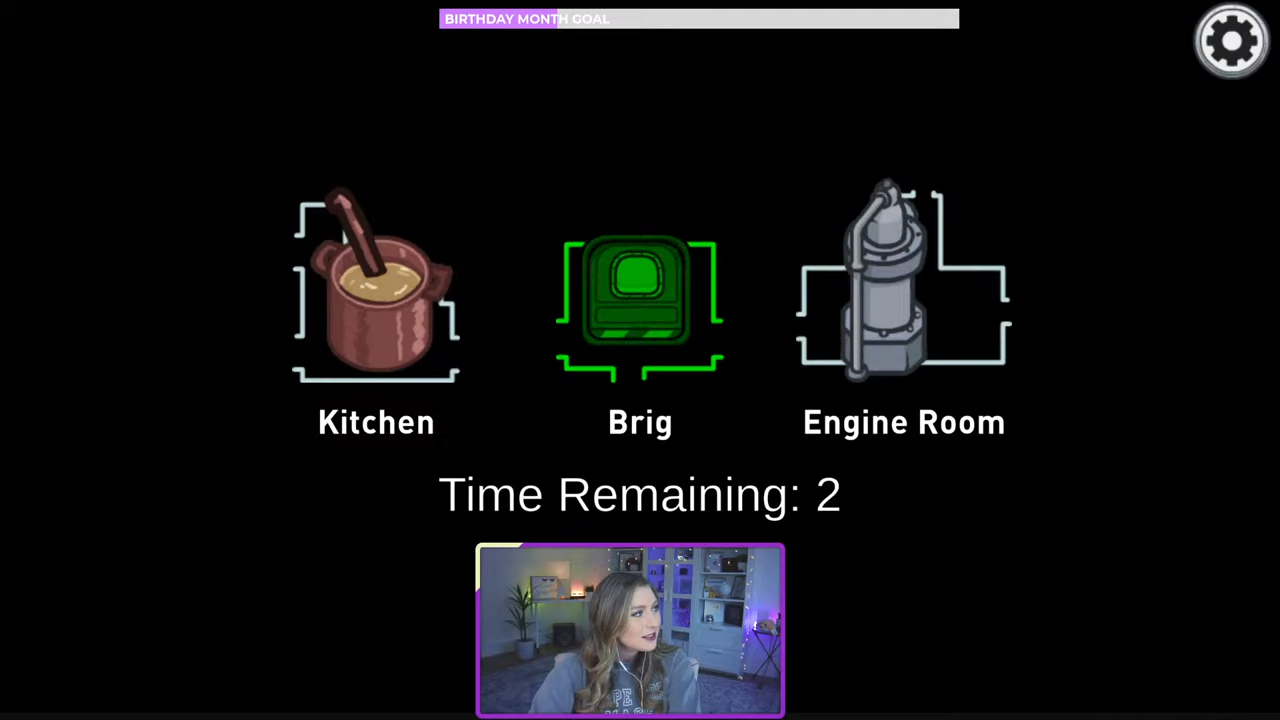 BIRTHDAY MONTH GOAL
Kitchen
Brig
Engine Room
Time Remaining: 2